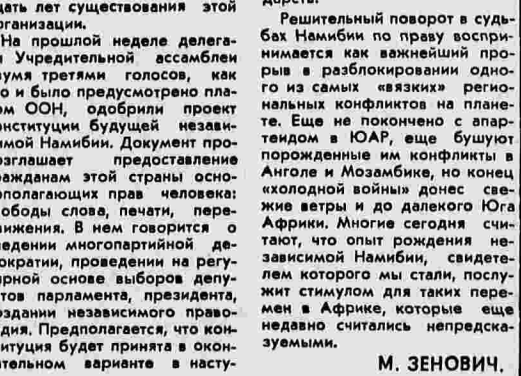 дцать лет существования этой
организации.
На прошлой неделе делега-
Учредительной ассамблеи
двумя третями голосов, как
и было предусмотрено пла-
ном ООН, одобрили проект
конституции будущей незави-
симой Намибии. Документ про-
возглашает предоставление
гражданам этой страны осно-
вополагающих прав человека:
свободы слова, печати, пере-
движения. В нем говорится о
введении многопартийной де-
мократии, проведении на регу-
лярной основе выборов депу-
татов парламента, президента,
создании независимого право-
судия. Предполагается, что кон-
ституция будет принята в окон-
чательном варианте в насту-
Решительный поворот в судь-
бах Намибии по праву воспри-
нимается как важнейший про-
рыв в разблокировании одно-
го из самых «вязких» регио-
нальных конфликтов на плане-
те. Еще не покончено с апар-
теидом в ЮАР, еще бушуют
порожденные им конфликты в
Анголе и Мозамбике, но конец
«холодной войны» донес све-
жие ветры и до далекого Юга
Африки. Многие сегодня счи-
тают, что опыт рождения не-
зависимой Намибии, свидете-
лем которого мы стали, послу-
жит стимулом для таких пере-
мен в Африке, которые еще
недавно считались непредска-
зуемыми.
М. ЗЕНОВИЧ.